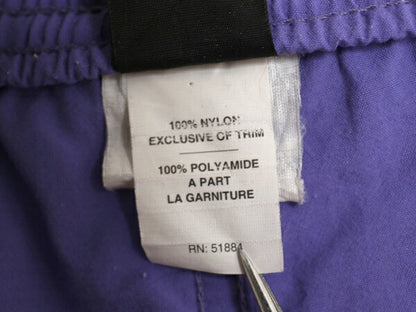 100% NYLON
EXCLUSIVE OF TRIM
100% POLYAMIDE
A PART
LA GARNITURE
RN: 51884